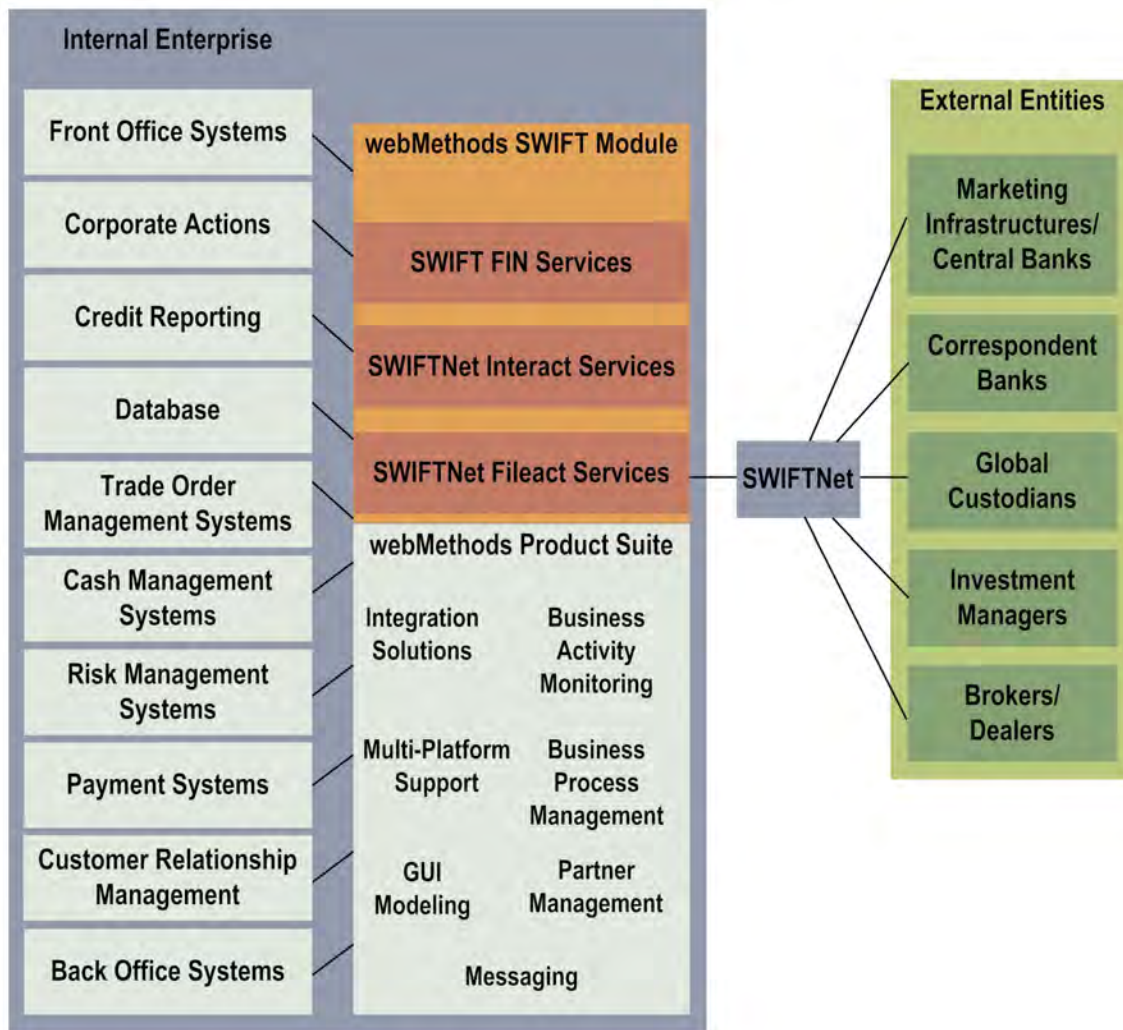 Internal Enterprise
Front Office Systems
Corporate Actions
Credit Reporting
Database
Trade Order
Management Systems
Cash Management
Systems
Risk Management
Systems
Payment Systems
Customer Relationship
Management
Back Office Systems
webMethods SWIFT Module
SWIFT FIN Services
SWIFTNet Interact Services
SWIFTNet Fileact Services
webMethods Product Suite
Integration
Solutions
Business
Activity
Monitoring
Multi-Platform
Support
Business
Process
Management
GUI
Modeling
Partner
Management
Messaging
SWIFTNet
External Entities
Marketing
Infrastructures/
Central Banks
Correspondent
Banks
Global
Custodians
Investment
Managers
Brokers/
Dealers